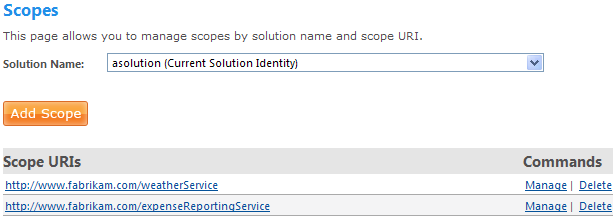 Scopes
This page allows you to manage scopes by solution name and scope URI.
Solution Name: asolution (Current Solution Identity)
Add Scope
Scope URIs Commands
http://www.fabrikam.com/weatherService Manage | Delete
http://www.fabrikam.com/expenseReportingService Manage | Delete